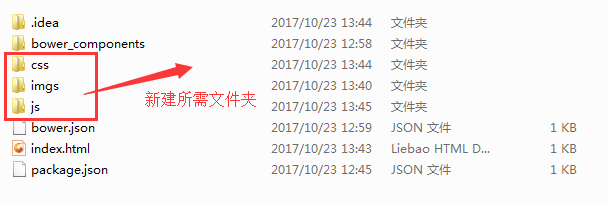 .idea 2017/10/23 13:44 文件夹
bower_components 2017/10/23 12:58 文件夹
css 2017/10/23 13:44 文件夹
imgs 2017/10/23 13:40 文件夹
js 2017/10/23 13:45 文件夹
新建所需文件夹
bower.json 2017/10/23 12:59 JSON 文件 1 KB
index.html 2017/10/23 13:43 Liebao HTML D... 1 KB
package.json 2017/10/23 12:45 JSON 文件 1 KB